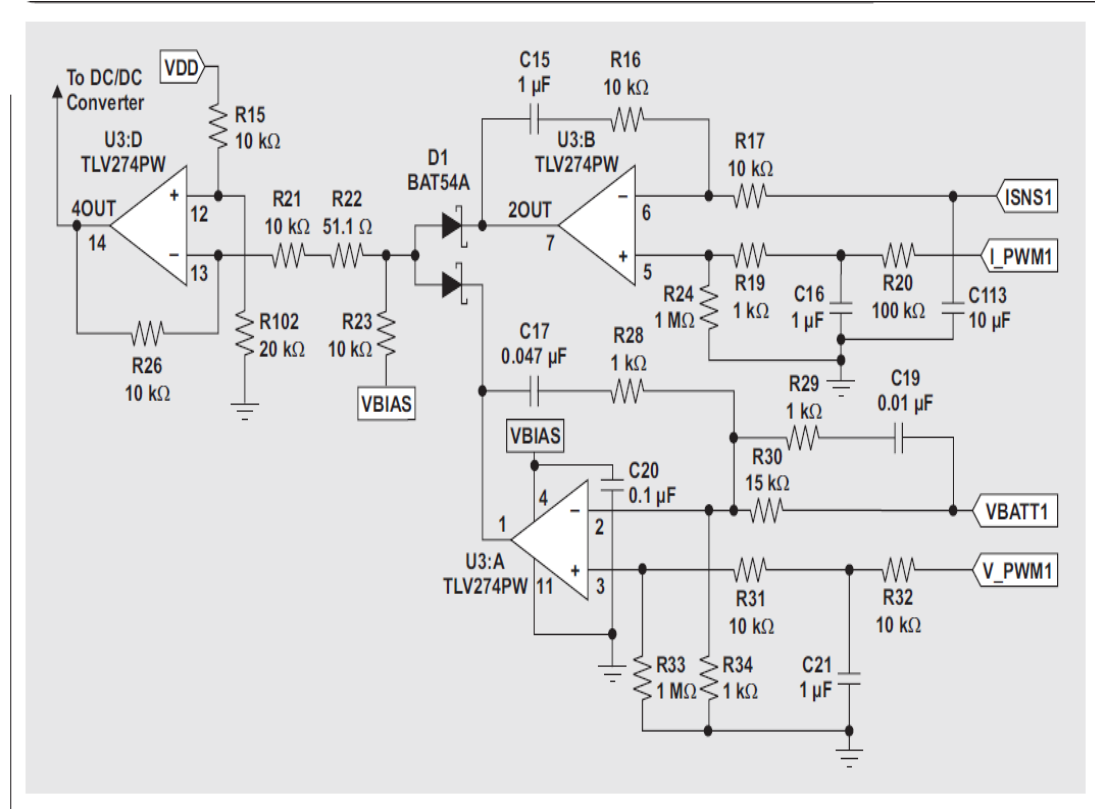 To DC/DC
Converter
VDD
R15
10 kΩ
U3:D
TLV274PW
4OUT
14
+
12
−
13
R26
10 kΩ
R102
20 kΩ
R21
10 kΩ
R22
51.1 Ω
R23
10 kΩ
VBIAS
D1
BAT54A
C15
1 µF
R16
10 kΩ
U3:B
TLV274PW
2OUT
7
−
6
+
5
R17
10 kΩ
ISNS1
R24
1 MΩ
R19
1 kΩ
C16
1 µF
R20
100 kΩ
I_PWM1
C113
10 µF
C17
0.047 µF
R28
1 kΩ
R29
1 kΩ
C19
0.01 µF
VBIAS
C20
0.1 µF
R30
15 kΩ
VBATT1
4
1
−
2
U3:A
TLV274PW
11
+
3
R31
10 kΩ
R32
10 kΩ
V_PWM1
R33
1 MΩ
R34
1 kΩ
C21
1 µF